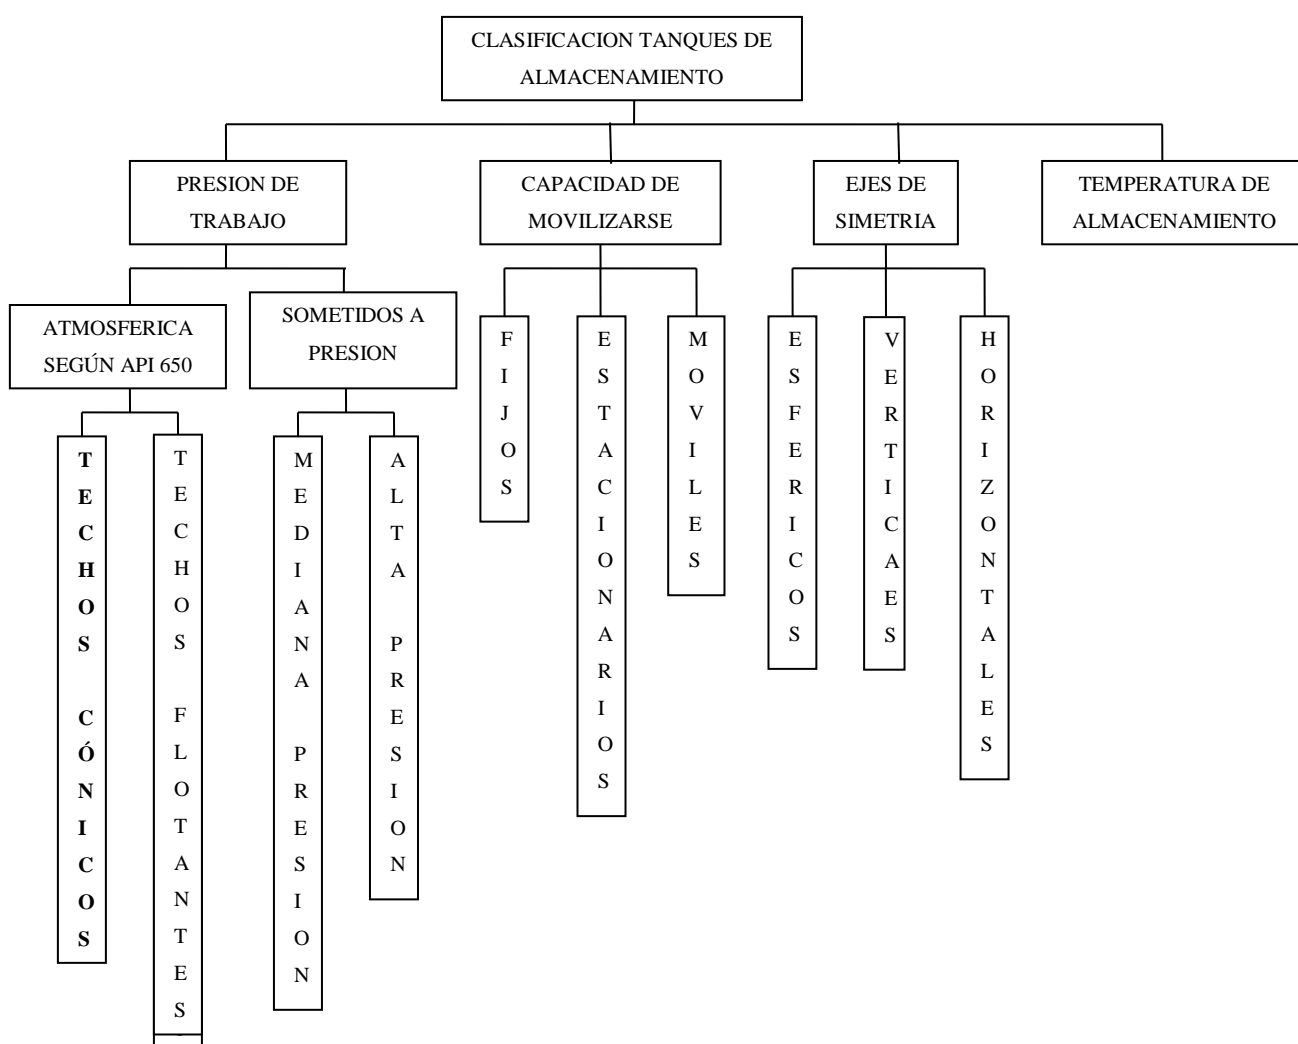 CLASIFICACION TANQUES DE
ALMACENAMIENTO
PRESION DE
TRABAJO
CAPACIDAD DE
MOVILIZARSE
EJES DE
SIMETRIA
TEMPERATURA DE
ALMACENAMIENTO
ATMOSFERICA
SEGÚN API 650
SOMETIDOS A
PRESION
TECHOS CÓNICOS
TECHOS FLOTANTES
MEDIANA PRESION
ALTA PRESION
FIJOS
ESTACIONARIOS
MOVILES
ESFERICOS
VERTICAES
HORIZONTALES